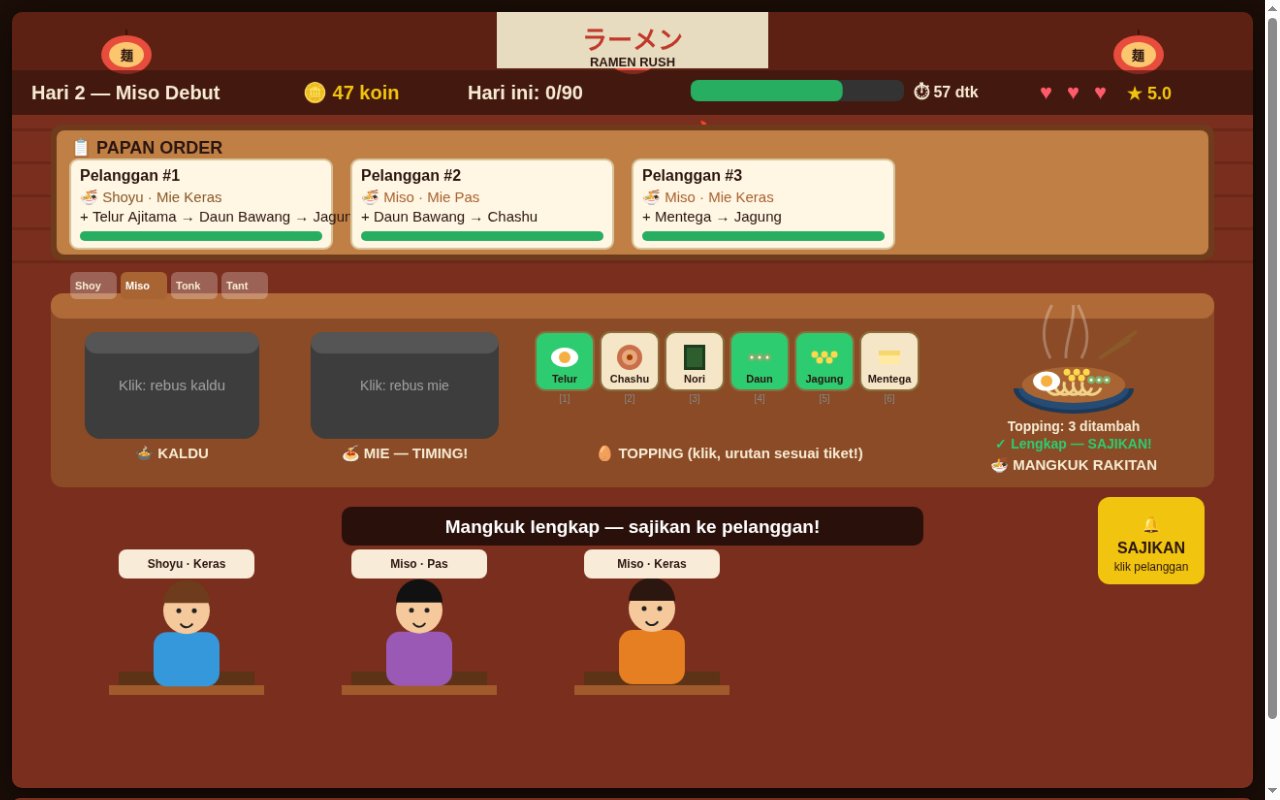 ラーメン
RAMEN RUSH
麺
麺
Hari 2 — Miso Debut
47 koin
Hari ini: 0/90
57 dtk
★ 5.0
PAPAN ORDER
Pelanggan #1
Shoyu · Mie Keras
+ Telur Ajitama → Daun Bawang → Jagun
Pelanggan #2
Miso · Mie Pas
+ Daun Bawang → Chashu
Pelanggan #3
Miso · Mie Keras
+ Mentega → Jagung
Shoy
Miso
Tonk
Tant
Klik: rebus kaldu
KALDU
Klik: rebus mie
MIE — TIMING!
Telur
Chashu
Nori
Daun
Jagung
Mentega
[1]
[2]
[3]
[4]
[5]
[6]
TOPPING (klik, urutan sesuai tiket!)
Topping: 3 ditambah
✓ Lengkap — SAJIKAN!
MANGKUK RAKITAN
Mangkuk lengkap — sajikan ke pelanggan!
SAJIKAN
klik pelanggan
Shoyu · Keras
Miso · Pas
Miso · Keras